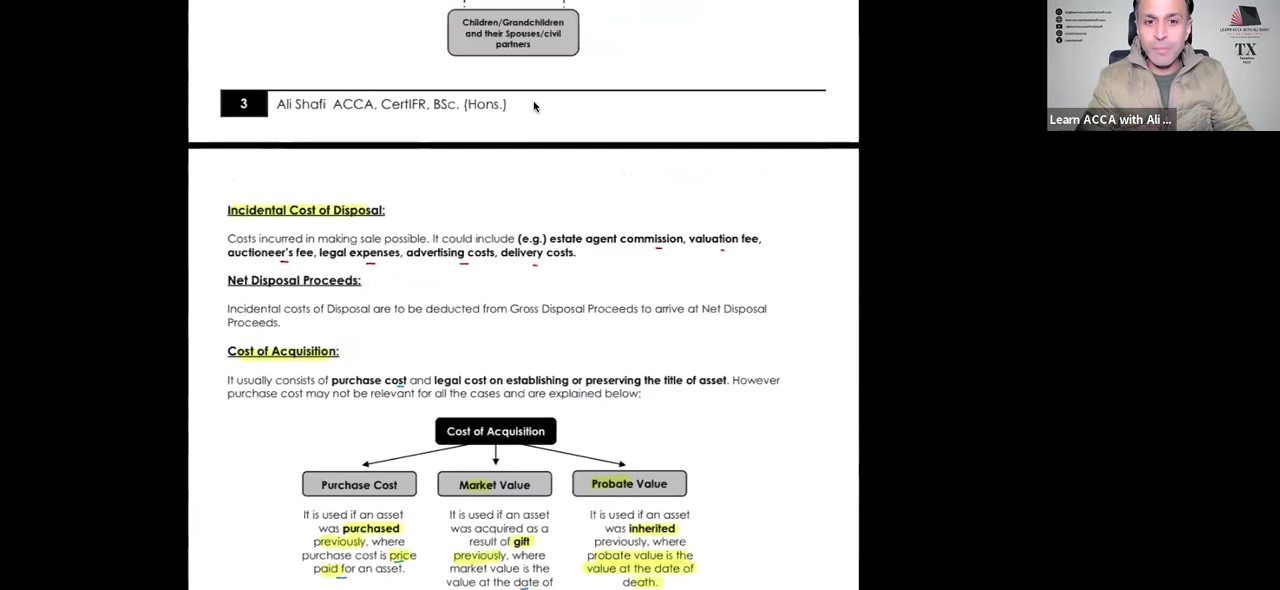 Children/Grandchildren
and their Spouses/civil
partners
3 Ali Shafi ACCA, CertIFR, BSc. (Hons.)
Incidental Cost of Disposal:
Costs incurred in making sale possible. It could include (e.g.) estate agent commission, valuation fee,
auctioneer's fee, legal expenses, advertising costs, delivery costs.
Net Disposal Proceeds:
Incidental costs of Disposal are to be deducted from Gross Disposal Proceeds to arrive at Net Disposal
Proceeds.
Cost of Acquisition:
It usually consists of purchase cost and legal cost on establishing or preserving the title of asset. However
purchase cost may not be relevant for all the cases and are explained below;
Cost of Acquisition
Purchase Cost
It is used if an asset
was purchased
previously, where
purchase cost is price
paid for an asset.
Market Value
It is used if an asset
was acquired as a
result of gift
previously, where
market value is the
value at the date of
Probate Value
It is used if an asset
was inherited
previously, where
probate value is the
value at the date of
death.
TX
Learn ACCA with Ali ...